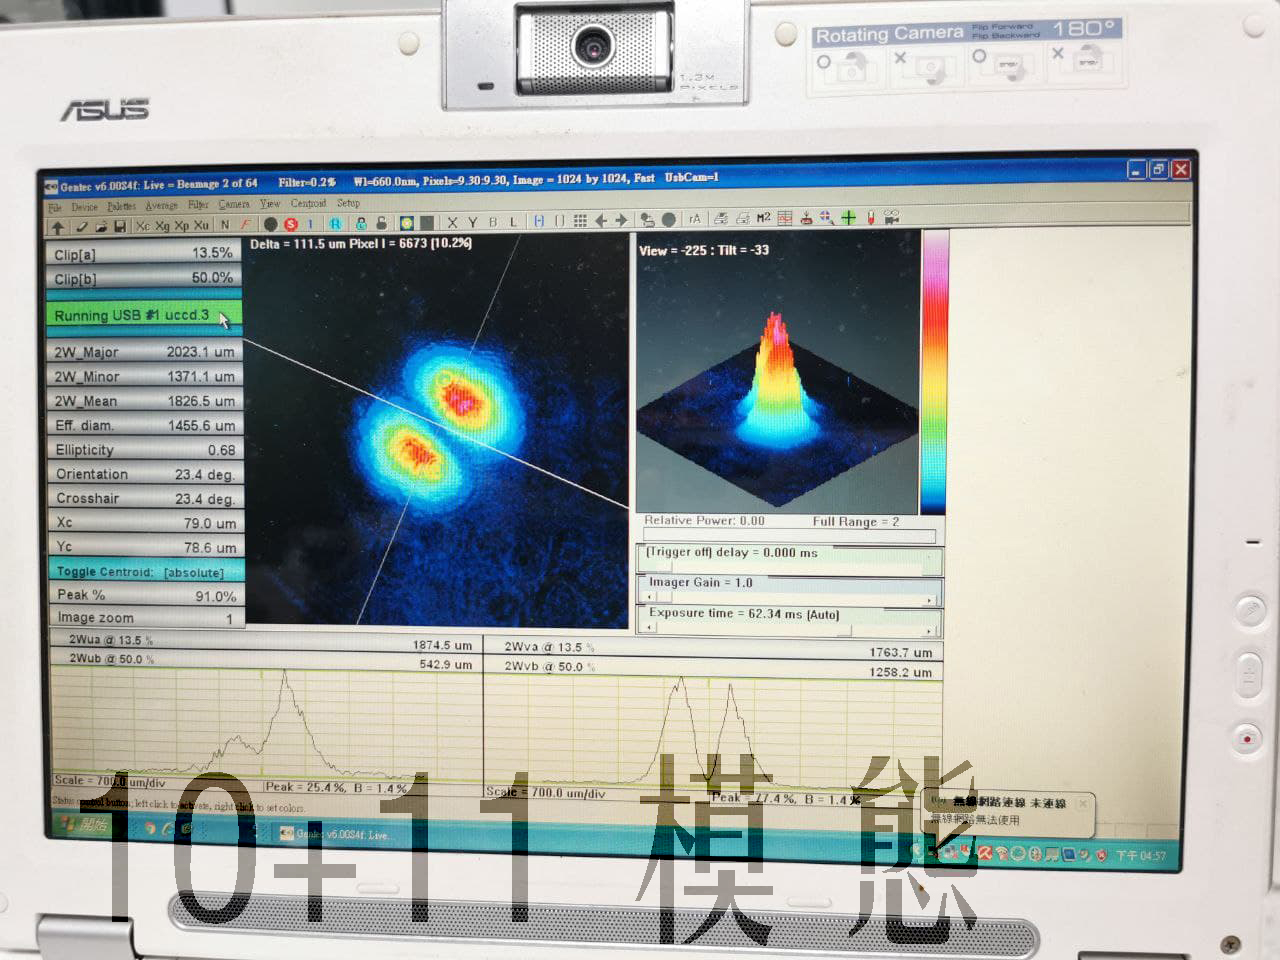 Rotating Camera Flip Forward Flip Backward 180°
1.3M PIXELS
ASUS
Gentec v6.00S4f: Live = Beamage 2 of 64 Filter=0.2% Wl=660.0nm, Pixels=9.30:9.30, Image = 1024 by 1024, Fast UsbCam=1
File Device Palettes Average Filter Camera View Centroid Setup
Xc Xg Xp Xu N F S 1 R X Y B L rA M²
Clip[a] 13.5%
Clip[b] 50.0%
Running USB #1 uccd.3
2W_Major 2023.1 um
2W_Minor 1371.1 um
2W_Mean 1826.5 um
Eff. diam. 1455.6 um
Ellipticity 0.68
Orientation 23.4 deg.
Crosshair 23.4 deg.
Xc 79.0 um
Yc 78.6 um
Toggle Centroid: [absolute]
Peak % 91.0%
Image zoom 1
Delta = 111.5 um Pixel I = 6673 [10.2%]
View = -225 : Tilt = -33
Relative Power: 0.00 Full Range = 2
[Trigger off] delay = 0.000 ms
Imager Gain = 1.0
Exposure time = 62.34 ms [Auto]
2Wua @ 13.5 % 1874.5 um
2Wub @ 50.0 % 542.9 um
2Wva @ 13.5 % 1763.7 um
2Wvb @ 50.0 % 1258.2 um
Scale = 700.0 um/div Peak = 25.4%, B = 1.4%
Scale = 700.0 um/div Peak = 77.4%, B = 1.4%
Status control button; left click to activate, right click to set colors.
無線網路連線 未連線
無線網路無法使用
開始
Gentec v6.00S4f: Live...
下午 04:57
10+11 模態